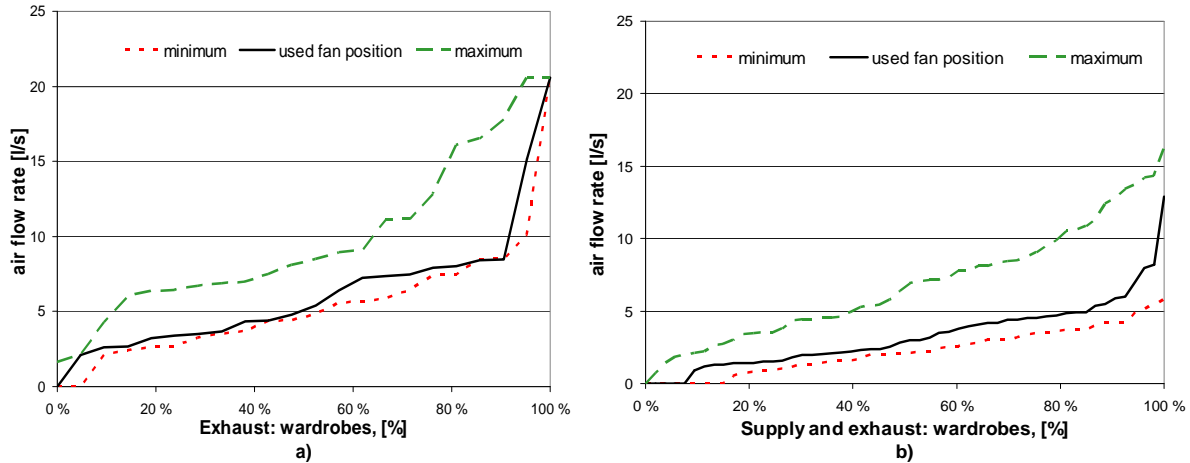 25
20
15
10
5
0
air flow rate [l/s]
minimum used fan position maximum
0 % 20 % 40 % 60 % 80 % 100 %
Exhaust: wardrobes, [%]
a)
25
20
15
10
5
0
air flow rate [l/s]
minimum used fan position maximum
0 % 20 % 40 % 60 % 80 % 100 %
Supply and exhaust: wardrobes, [%]
b)